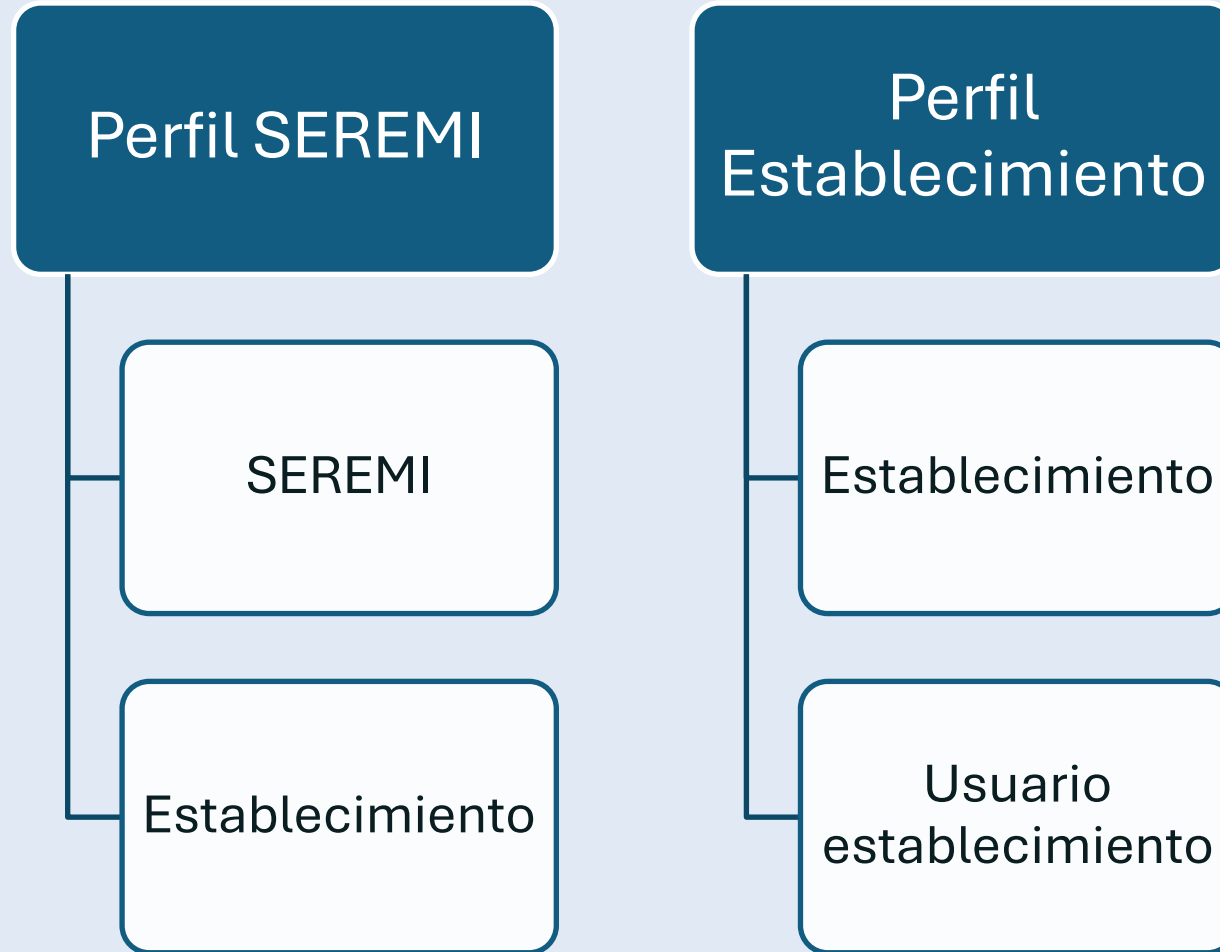 Perfil SEREMI
SEREMI
Establecimiento
Perfil
Establecimiento
Establecimiento
Usuario
establecimiento